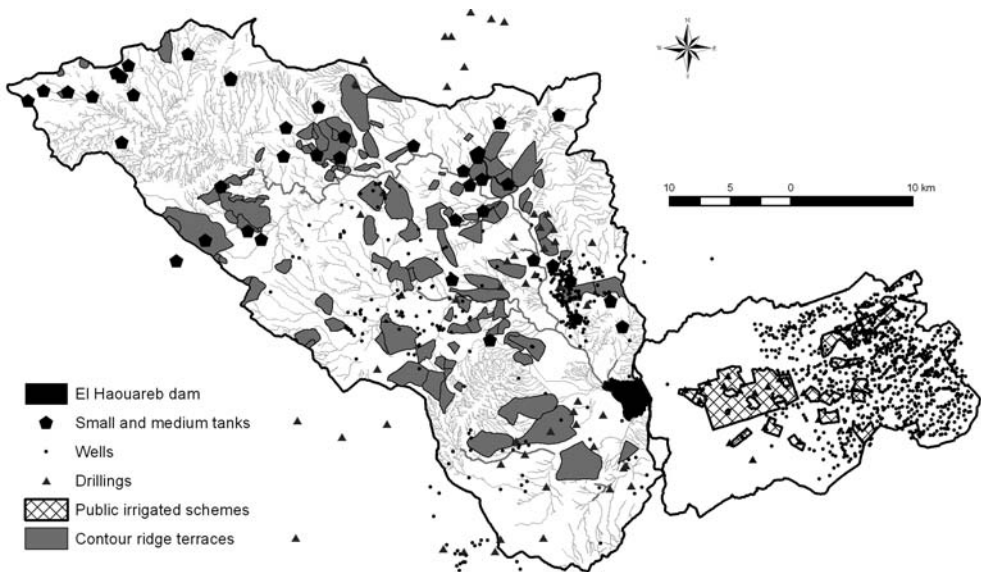 N
10 5 0 10 km
El Haouareb dam
Small and medium tanks
Wells
Drillings
Public irrigated schemes
Contour ridge terraces